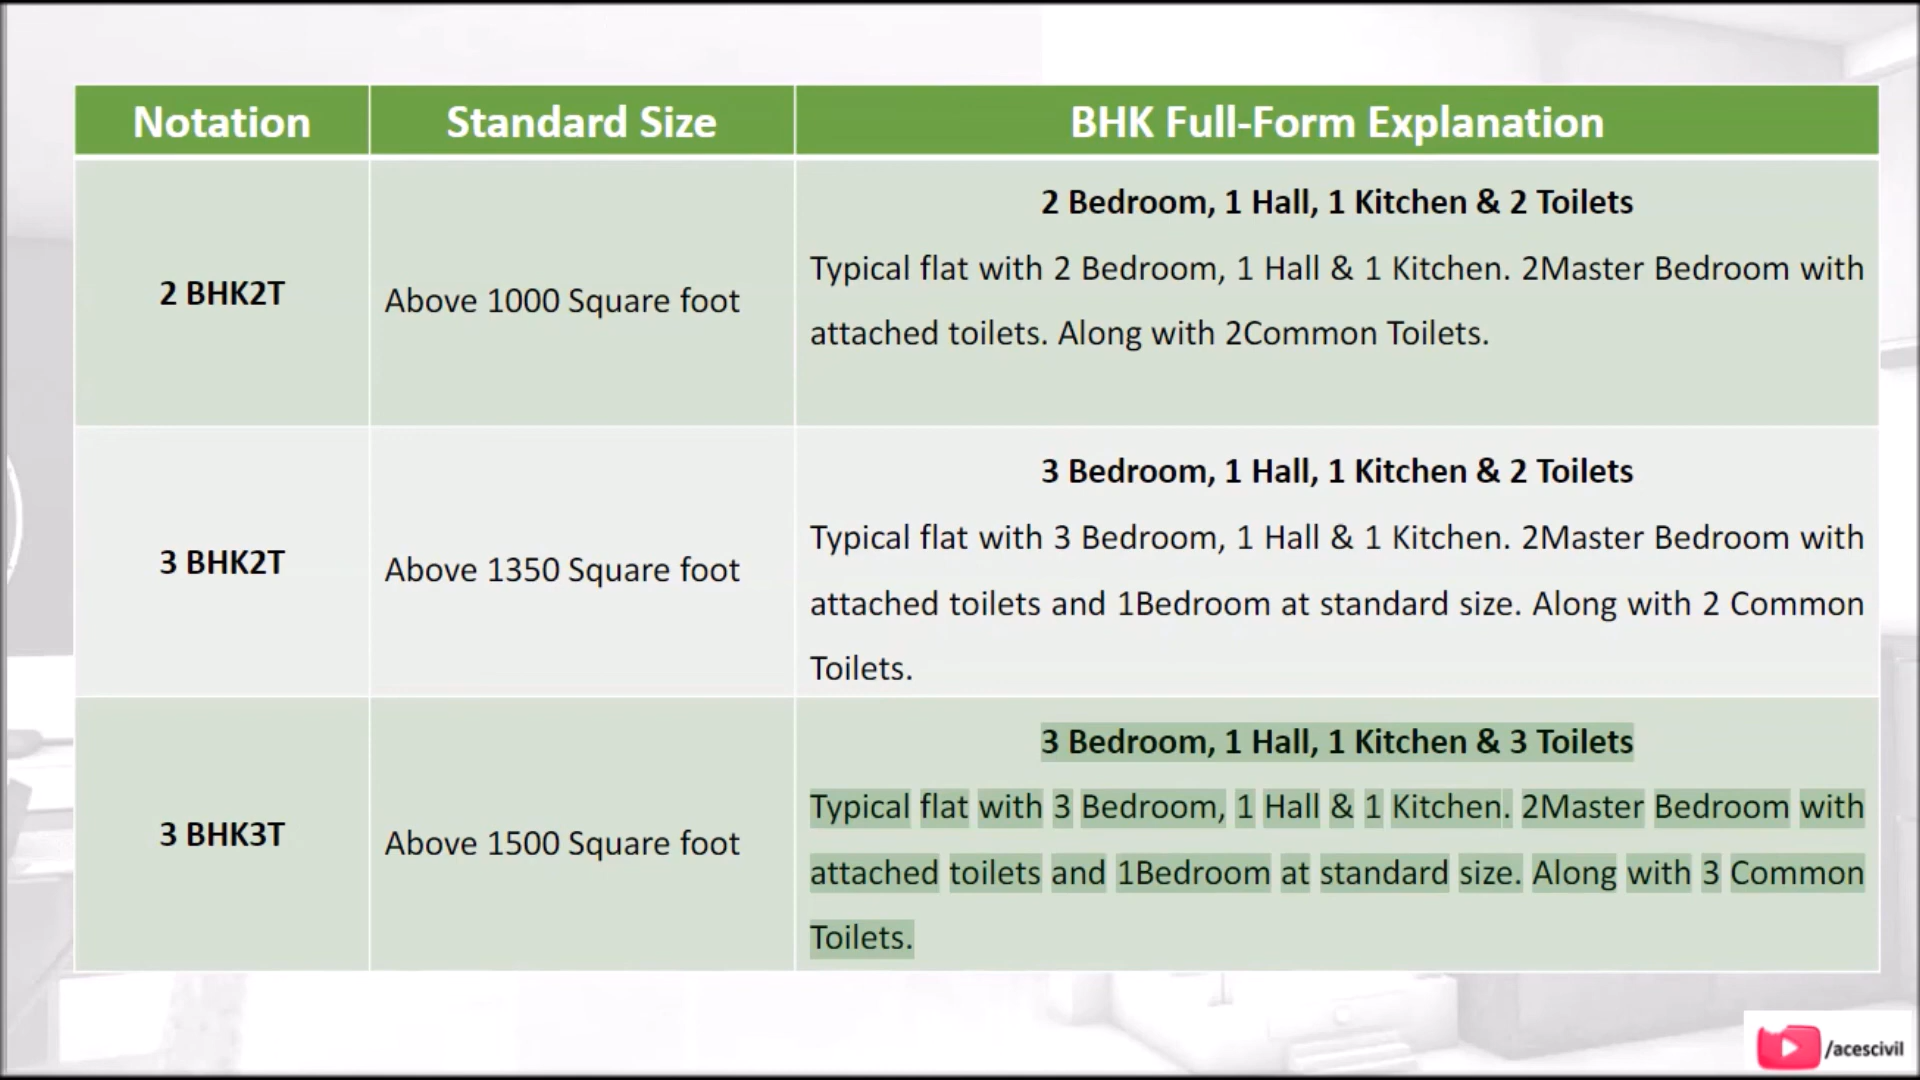 Notation Standard Size BHK Full-Form Explanation
2 Bedroom, 1 Hall, 1 Kitchen & 2 Toilets
2 BHK2T
Above 1000 Square foot
Typical flat with 2 Bedroom, 1 Hall & 1 Kitchen. 2Master Bedroom with
attached toilets. Along with 2Common Toilets.
3 Bedroom, 1 Hall, 1 Kitchen & 2 Toilets
3 BHK2T
Above 1350 Square foot
Typical flat with 3 Bedroom, 1 Hall & 1 Kitchen. 2Master Bedroom with
attached toilets and 1Bedroom at standard size. Along with 2 Common
Toilets.
3 Bedroom, 1 Hall, 1 Kitchen & 3 Toilets
3 BHK3T
Above 1500 Square foot
Typical flat with 3 Bedroom, 1 Hall & 1 Kitchen. 2Master Bedroom with
attached toilets and 1Bedroom at standard size. Along with 3 Common
Toilets.
/acescivil